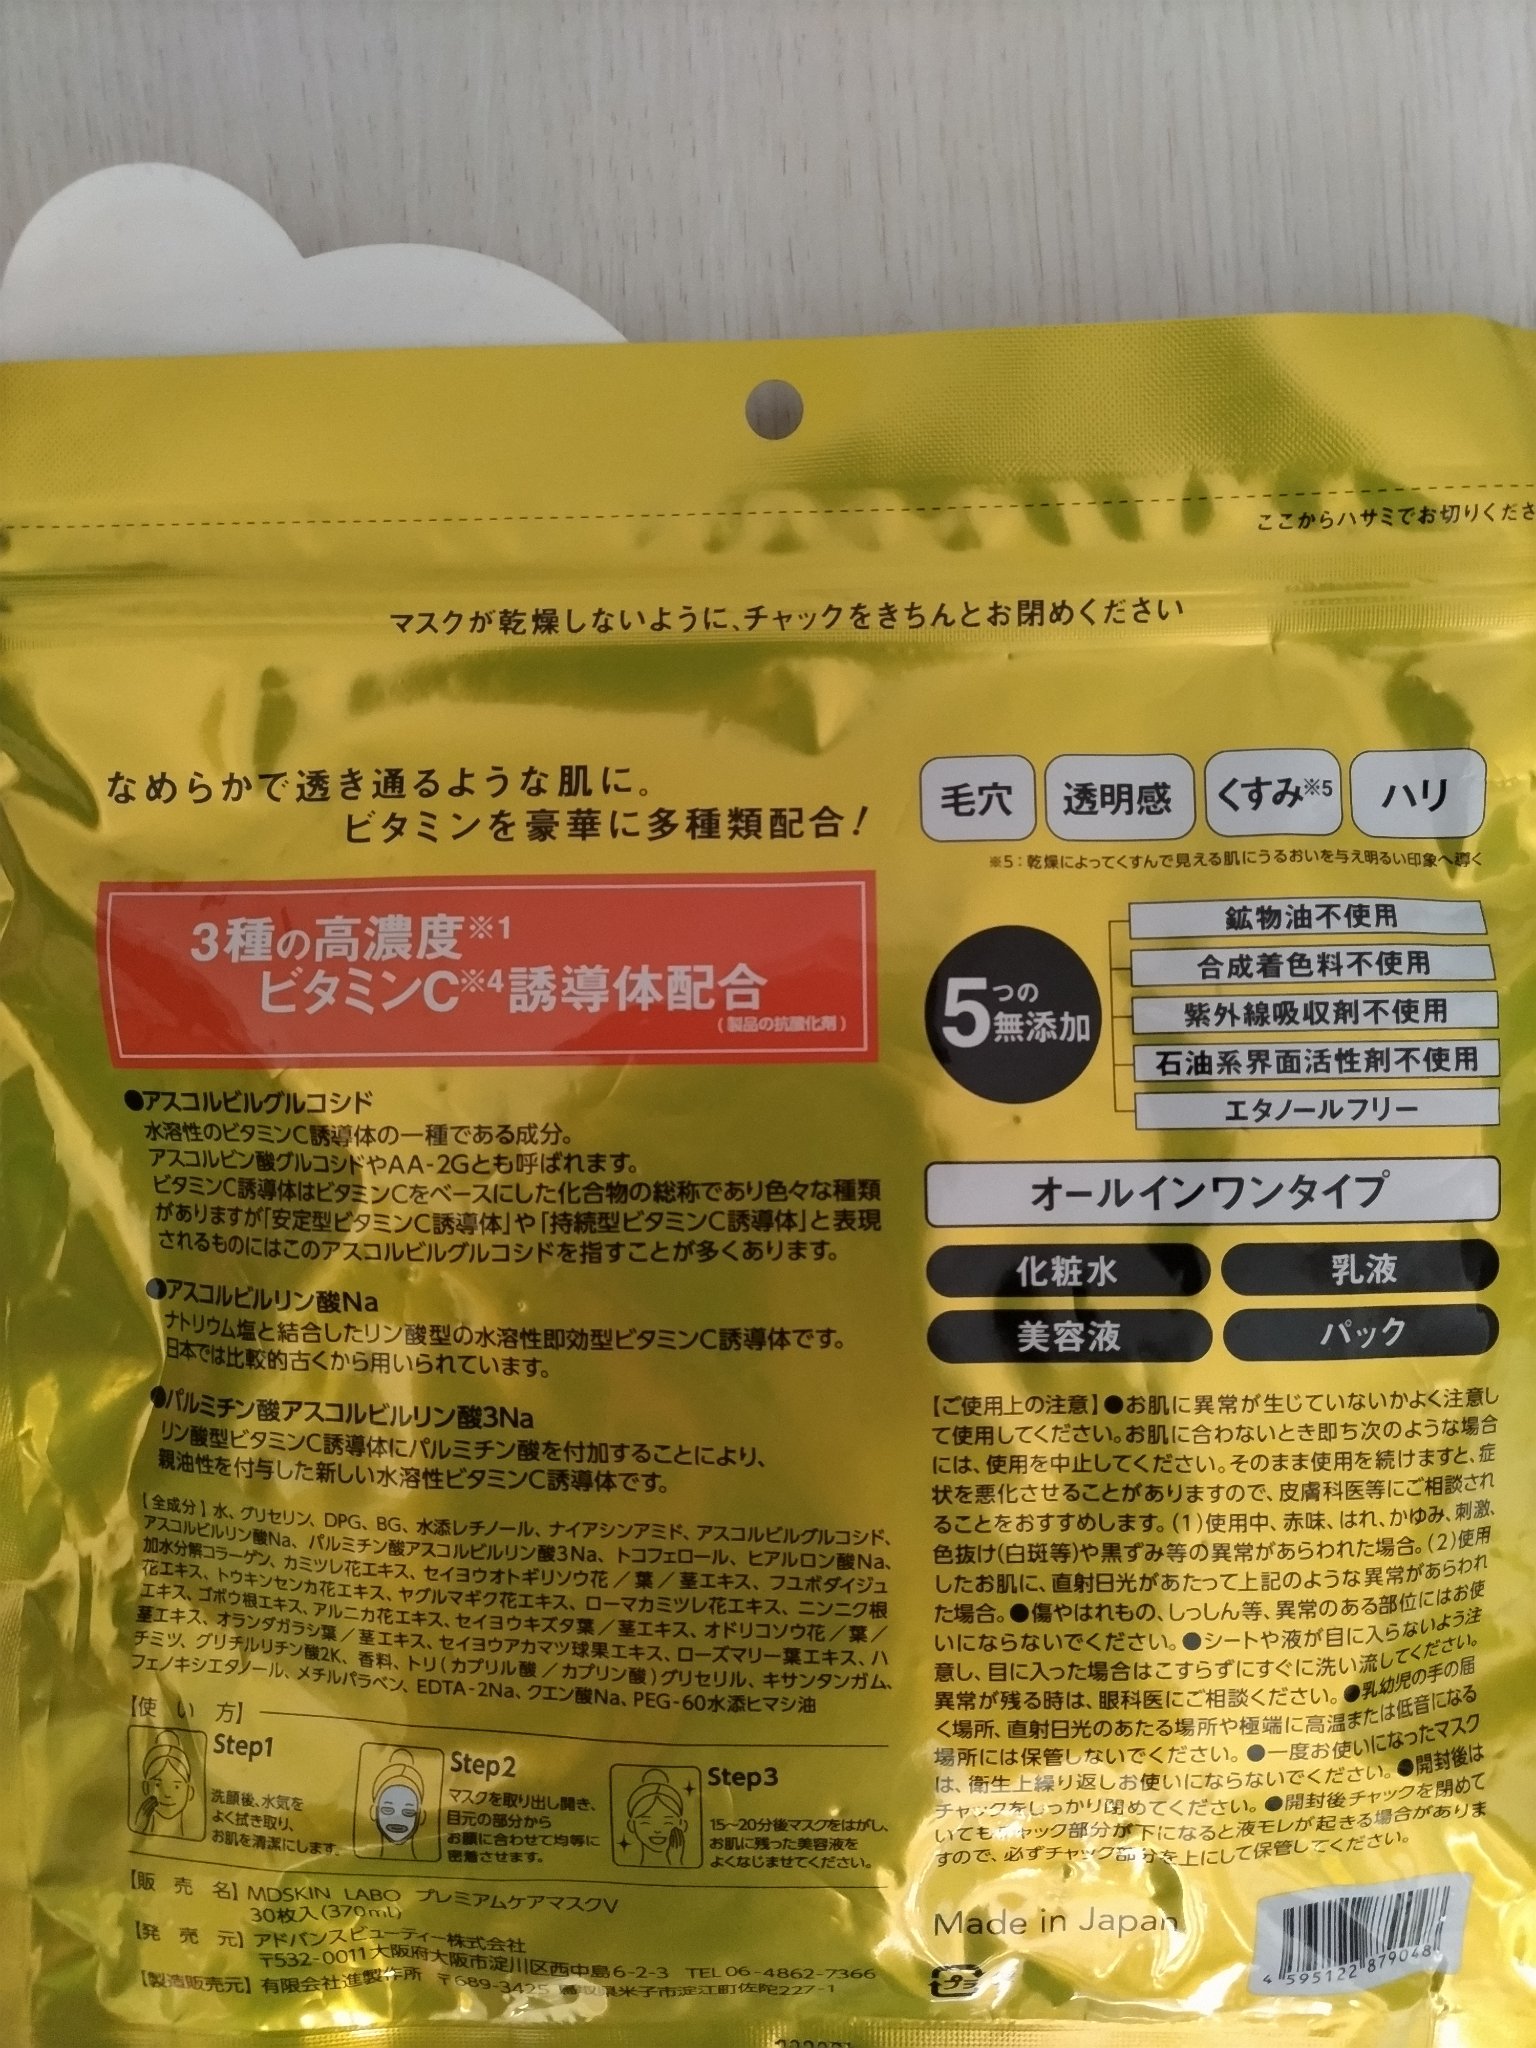 ここからハサミでお切りくださ
マスクが乾燥しないように、チャックをきちんとお閉めください
なめらかで透き通るような肌に。
ビタミンを豪華に多種類配合！
3種の高濃度※1
ビタミンC※4誘導体配合
(製品の抗酸化剤)
●アスコルビルグルコシド
水溶性のビタミンC誘導体の一種である成分。
アスコルビン酸グルコシドやAA-2Gとも呼ばれます。
ビタミンC誘導体はビタミンCをベースにした化合物の総称であり色々な種類
がありますが「安定型ビタミンC誘導体」や「持続型ビタミンC誘導体」と表現
されるものにはこのアスコルビルグルコシドを指すことが多くあります。
●アスコルビルリン酸Na
ナトリウム塩と結合したリン酸型の水溶性即効型ビタミンC誘導体です。
日本では比較的古くから用いられています。
●パルミチン酸アスコルビルリン酸3Na
リン酸型ビタミンC誘導体にパルミチン酸を付加することにより、
親油性を付与した新しい水溶性ビタミンC誘導体です。
【全成分】水、グリセリン、DPG、BG、水添レチノール、ナイアシンアミド、アスコルビルグルコシド、
アスコルビルリン酸Na、パルミチン酸アスコルビルリン酸3Na、トコフェロール、ヒアルロン酸Na、
加水分解コラーゲン、カミツレ花エキス、セイヨウオトギリソウ花／葉／茎エキス、フユボダイジュ
花エキス、トウキンセンカ花エキス、ヤグルマギク花エキス、ローマカミツレ花エキス、ニンニク根
エキス、ゴボウ根エキス、アルニカ花エキス、セイヨウキズタ葉／茎エキス、オドリコソウ花／葉／
茎エキス、オランダガラシ葉／茎エキス、セイヨウアカマツ球果エキス、ローズマリー葉エキス、ハ
チミツ、グリチルリチン酸2K、香料、トリ(カプリル酸／カプリン酸)グリセリル、キサンタンガム、
フェノキシエタノール、メチルパラベン、EDTA-2Na、クエン酸Na、PEG-60水添ヒマシ油
【使い方】
Step1
洗顔後、水気を
よく拭き取り、
お肌を清潔にします。
Step2
マスクを取り出し開き、
目元の部分から
お顔に合わせて均等に
密着させます。
Step3
15〜20分後マスクをはがし、
お肌に残った美容液を
よくなじませてください。
【販売名】MDSKIN LABO プレミアムケアマスクV
30枚入(370mL)
【発売元】アドバンスビューティー株式会社
〒532-0011大阪府大阪市淀川区西中島6-2-3 TEL06-4862-7366
【製造販売元】有限会社進製作所 〒689-3425 鳥取県米子市淀江町佐陀227-1
毛穴
透明感
くすみ※5
ハリ
※5：乾燥によってくすんで見える肌にうるおいを与え明るい印象へ導く
5つの無添加
鉱物油不使用
合成着色料不使用
紫外線吸収剤不使用
石油系界面活性剤不使用
エタノールフリー
オールインワンタイプ
化粧水
乳液
美容液
パック
【ご使用上の注意】●お肌に異常が生じていないかよく注意し
て使用してください。お肌に合わないとき即ち次のような場合
には、使用を中止してください。そのまま使用を続けますと、症
状を悪化させることがありますので、皮膚科医等にご相談され
ることをおすすめします。(1)使用中、赤味、はれ、かゆみ、刺激、
色抜け(白斑等)や黒ずみ等の異常があらわれた場合。(2)使用
したお肌に、直射日光があたって上記のような異常があらわれ
た場合。●傷やはれもの、しっしん等、異常のある部位にはお使
いにならないでください。●シートや液が目に入らないよう注
意し、目に入った場合はこすらずにすぐに洗い流してください。
異常が残る時は、眼科医にご相談ください。●乳幼児の手の届
く場所、直射日光のあたる場所や極端に高温または低音になる
場所には保管しないでください。●一度お使いになったマスク
は、衛生上繰り返しお使いにならないでください。●開封後は
チャックをしっかり閉めてください。●開封後チャックを閉めて
いてもチャック部分が下になると液モレが起きる場合がありま
すので、必ずチャック部分を上にして保管してください。
Made in Japan
プラ
4 595122 879048